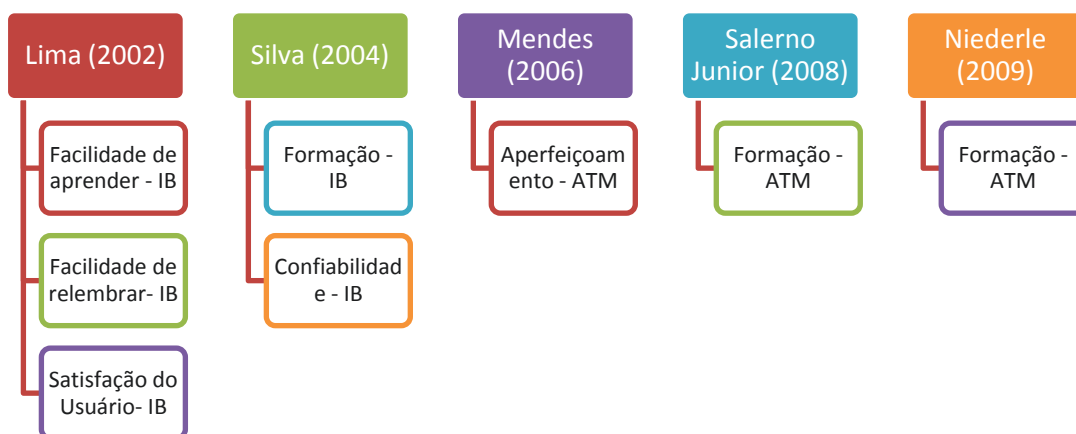 Lima (2002)
Facilidade de
aprender - IB
Facilidade de
relembrar- IB
Satisfação do
Usuário- IB
Silva (2004)
Formação -
IB
Confiabilidad
e - IB
Mendes
(2006)
Aperfeiçoam
ento - ATM
Salerno
Junior (2008)
Formação -
ATM
Niederle
(2009)
Formação -
ATM